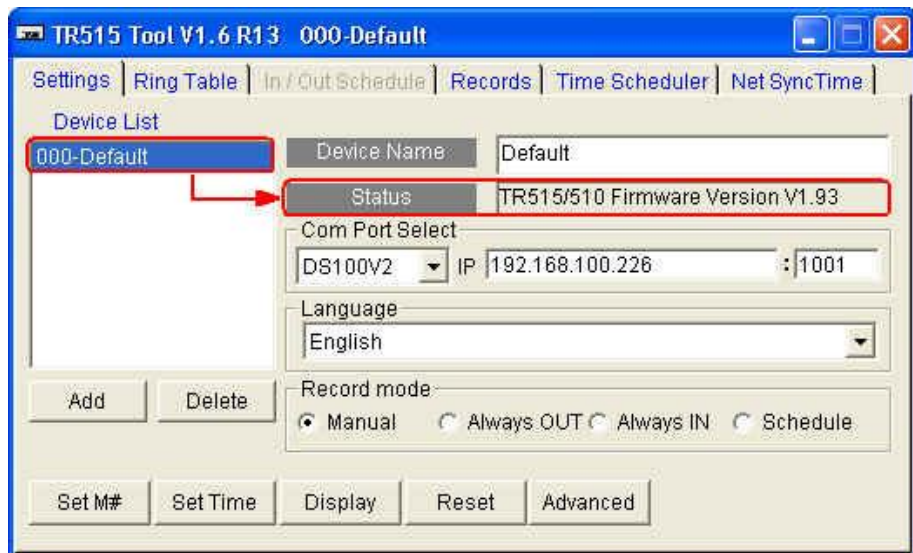 TR515 Tool V1.6 R13 000-Default
Settings Ring Table In / Out Schedule Records Time Scheduler Net SyncTime
Device List
000-Default
Device Name Default
Status TR515/510 Firmware Version V1.93
Com Port Select
DS100V2 IP 192.168.100.226 : 1001
Language
English
Add Delete
Record mode
Manual Always OUT Always IN Schedule
Set M# Set Time Display Reset Advanced